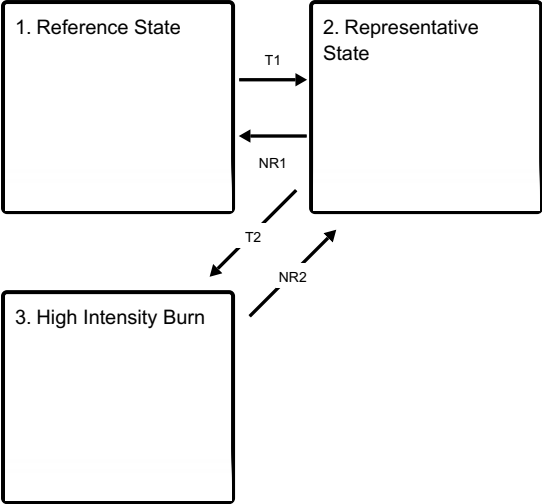 1. Reference State
2. Representative
State
T1
NR1
T2
NR2
3. High Intensity Burn